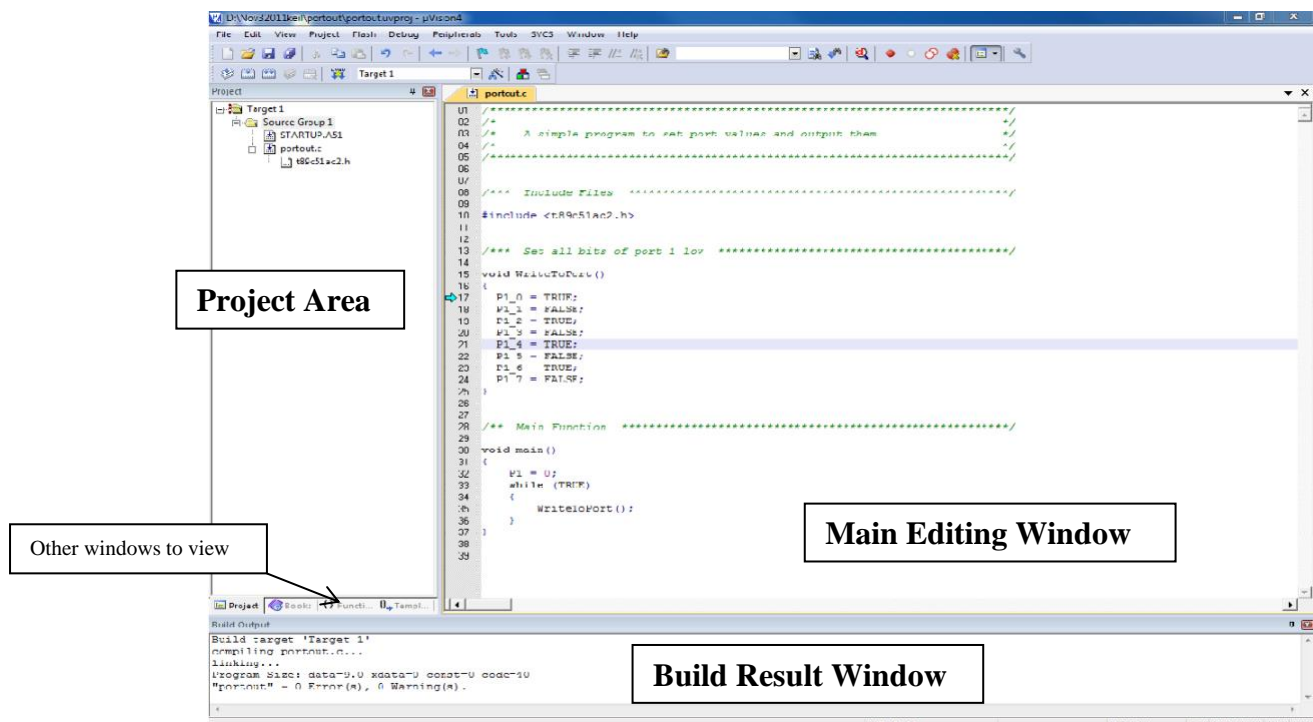 D:\Nov32011keil\portout\portout.uvproj - µVision4
File Edit View Project Flash Debug Peripherals Tools SVCS Window Help
Target 1
Project
portout.c
Target 1
Source Group 1
STARTUP.A51
portout.c
t89c51ac2.h
01 /**************************************************************************/
02 /* */
03 /* A simple program to set port values and output them */
04 /* */
05 /**************************************************************************/
06
07
08 /*** Include Files ******************************************************/
09
10 #include <t89c51ac2.h>
11
12
13 /*** Set all bits of port 1 low *****************************************/
14
15 void WriteToPort()
16 {
17 P1_0 = TRUE;
18 P1_1 = FALSE;
19 P1_2 = TRUE;
20 P1_3 = FALSE;
21 P1_4 = TRUE;
22 P1_5 = FALSE;
23 P1_6 = TRUE;
24 P1_7 = FALSE;
25 }
26
27
28 /** Main Function *******************************************************/
29
30 void main()
31 {
32 P1 = 0;
33 while (TRUE)
34 {
35 WriteToPort();
36 }
37 }
38
39
Project Area
Main Editing Window
Other windows to view
Project Books Functi... Templ...
Build Output
Build target 'Target 1'
compiling portout.c...
linking...
Program Size: data=9.0 xdata=0 const=0 code=40
"portout" - 0 Error(s), 0 Warning(s).
Build Result Window